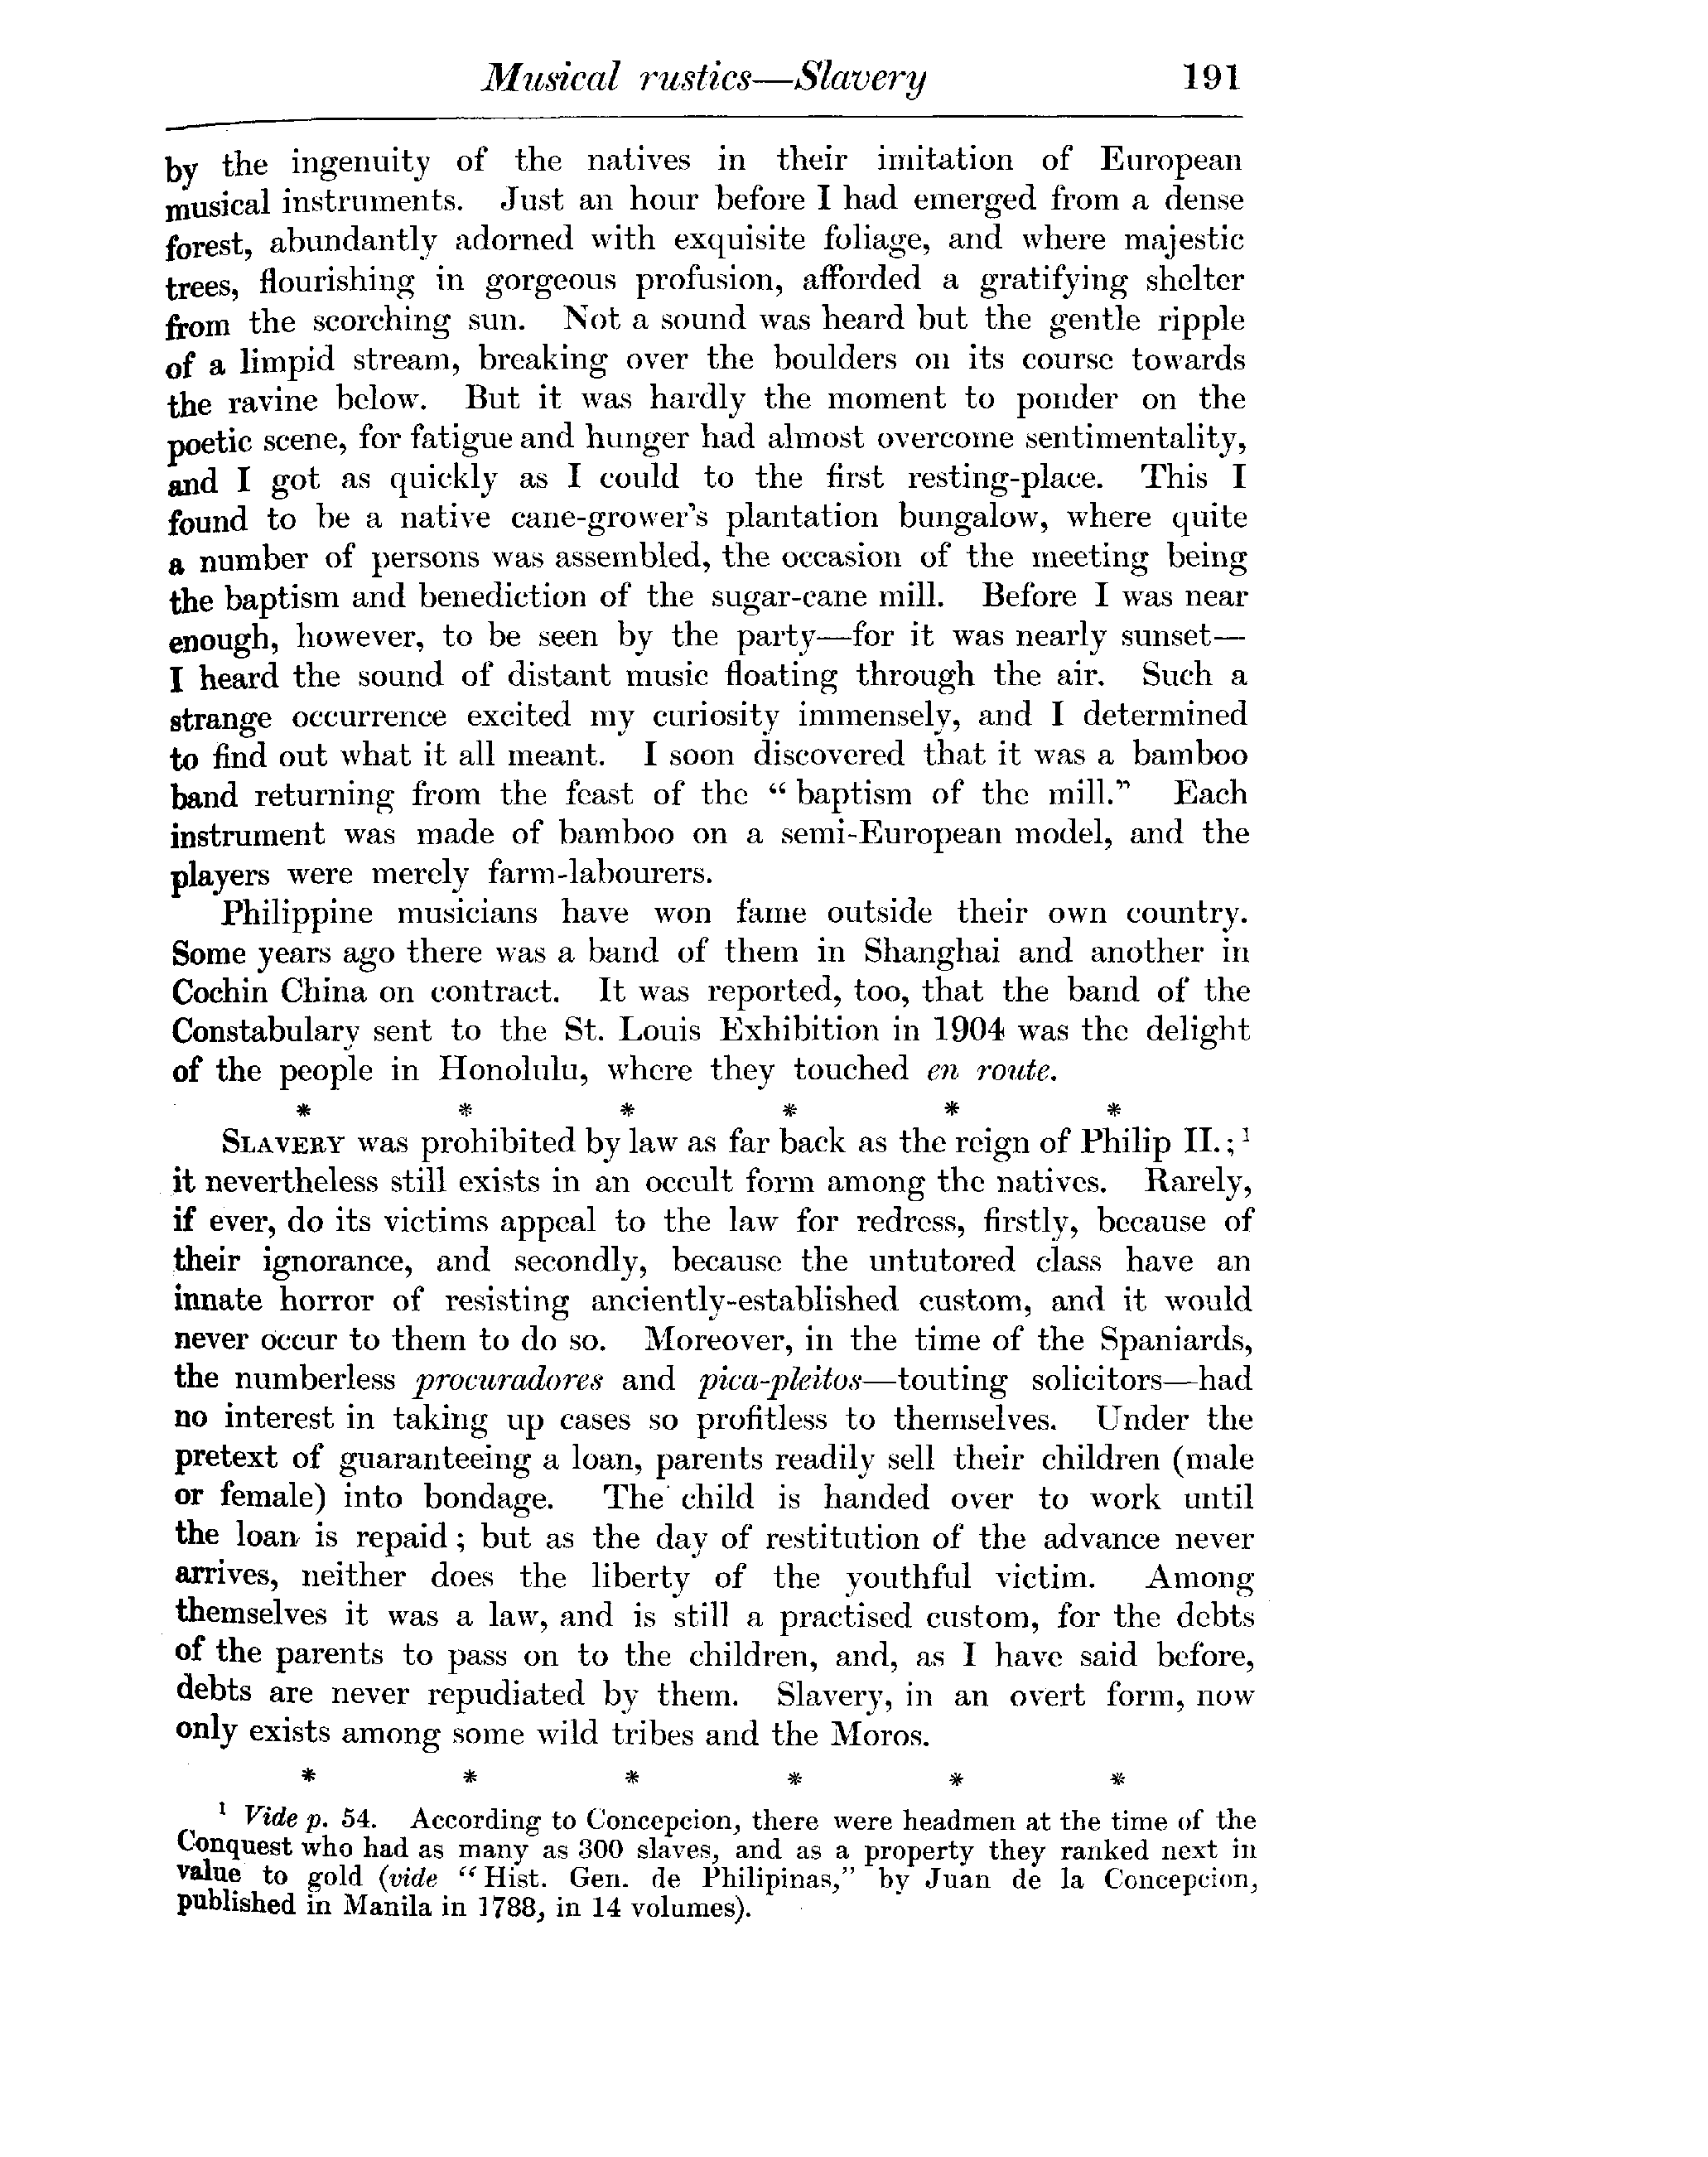 Musical rustics—Slavery 191
by the ingenuity of the natives in their imitation of European
musical instruments. Just an hour before I had emerged from a dense
forest, abundantly adorned with exquisite foliage, and where majestic
trees, flourishing in gorgeous profusion, afforded a gratifying shelter
from the scorching sun. Not a sound was heard but the gentle ripple
of a limpid stream, breaking over the boulders on its course towards
the ravine below. But it was hardly the moment to ponder on the
poetic scene, for fatigue and hunger had almost overcome sentimentality,
and I got as quickly as I could to the first resting-place. This I
found to be a native cane-grower's plantation bungalow, where quite
a number of persons was assembled, the occasion of the meeting being
the baptism and benediction of the sugar-cane mill. Before I was near
enough, however, to be seen by the party—for it was nearly sunset—
I heard the sound of distant music floating through the air. Such a
strange occurrence excited my curiosity immensely, and I determined
to find out what it all meant. I soon discovered that it was a bamboo
band returning from the feast of the “baptism of the mill.” Each
instrument was made of bamboo on a semi-European model, and the
players were merely farm-labourers.
Philippine musicians have won fame outside their own country.
Some years ago there was a band of them in Shanghai and another in
Cochin China on contract. It was reported, too, that the band of the
Constabulary sent to the St. Louis Exhibition in 1904 was the delight
of the people in Honolulu, where they touched en route.
* * * * * *
SLAVERY was prohibited by law as far back as the reign of Philip II.;¹
it nevertheless still exists in an occult form among the natives. Rarely,
if ever, do its victims appeal to the law for redress, firstly, because of
their ignorance, and secondly, because the untutored class have an
innate horror of resisting anciently-established custom, and it would
never occur to them to do so. Moreover, in the time of the Spaniards,
the numberless procuradores and pica-pleitos—touting solicitors—had
no interest in taking up cases so profitless to themselves. Under the
pretext of guaranteeing a loan, parents readily sell their children (male
or female) into bondage. The child is handed over to work until
the loan is repaid; but as the day of restitution of the advance never
arrives, neither does the liberty of the youthful victim. Among
themselves it was a law, and is still a practised custom, for the debts
of the parents to pass on to the children, and, as I have said before,
debts are never repudiated by them. Slavery, in an overt form, now
only exists among some wild tribes and the Moros.
* * * * * *
¹ Vide p. 54. According to Concepcion, there were headmen at the time of the
Conquest who had as many as 300 slaves, and as a property they ranked next in
value to gold (vide “Hist. Gen. de Philipinas,” by Juan de la Concepcion,
published in Manila in 1788, in 14 volumes).